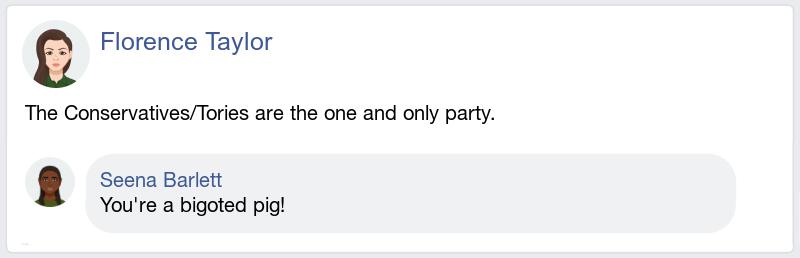 Florence Taylor
The Conservatives/Tories are the one and only party.
Seena Barlett
You're a bigoted pig!